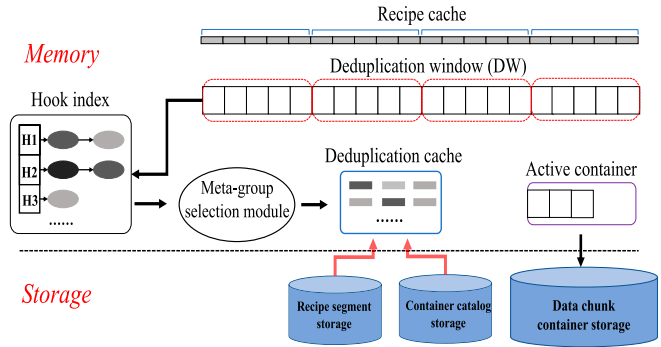 Recipe cache
Memory
Deduplication window (DW)
Hook index
H1
H2
H3
......
Meta-group
selection module
Deduplication cache
......
Active container
Storage
Recipe segment
storage
Container catalog
storage
Data chunk
container storage